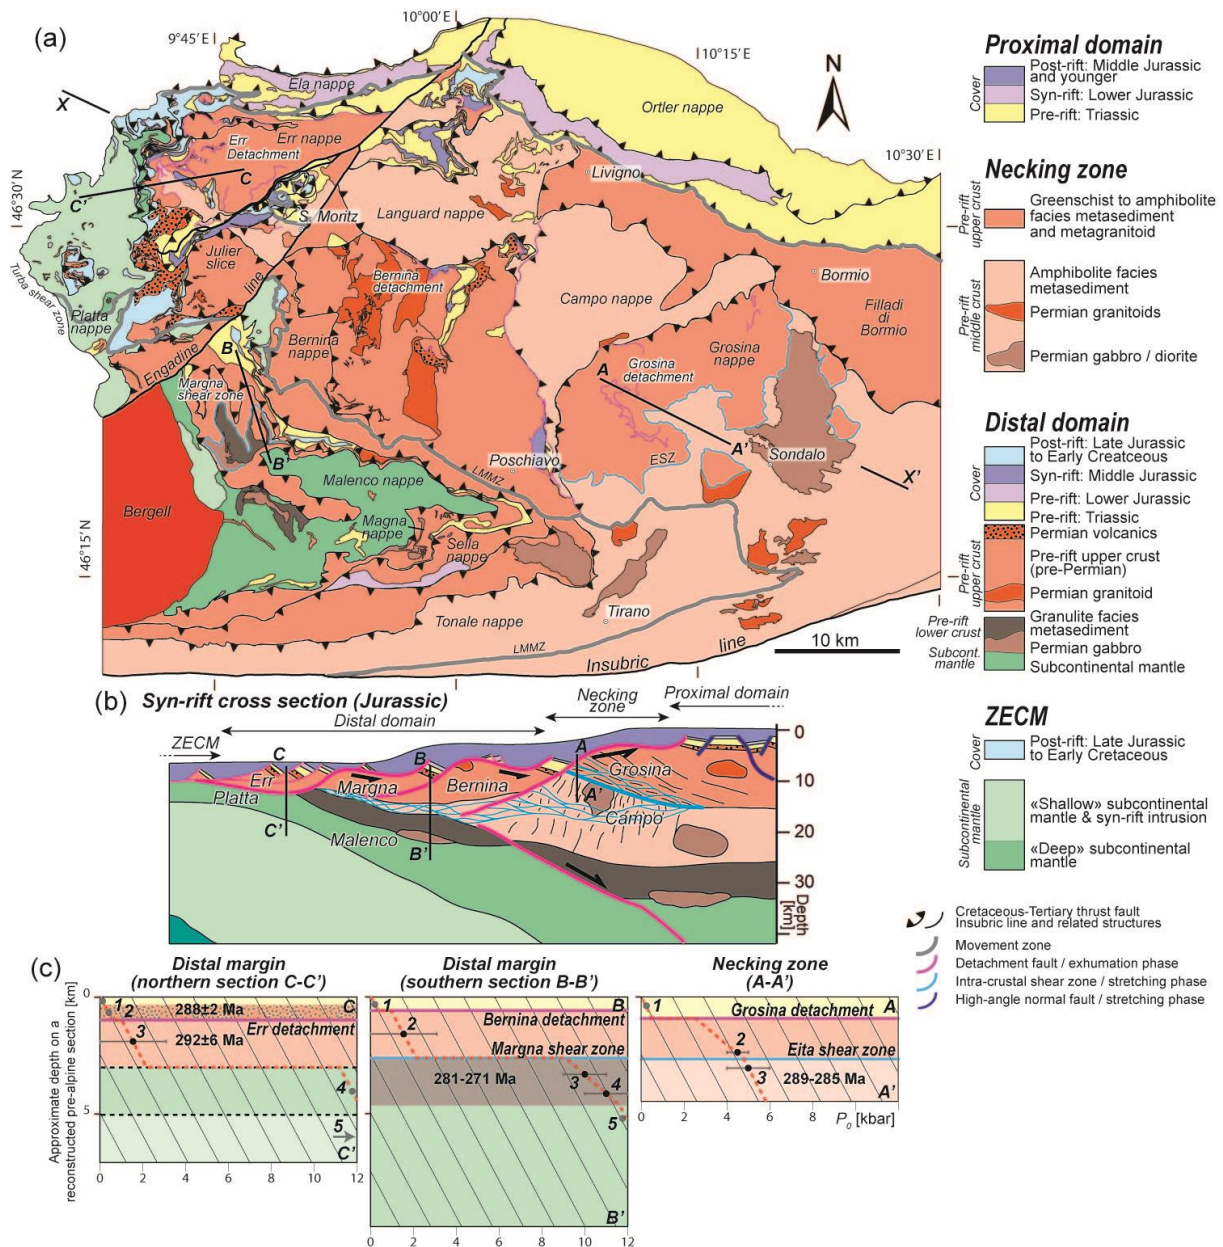 (a)
9°45′ E
10°00′ E
10°15′ E
10°30′ E
46°30′N
46°15′N
N
X
Ela nappe
Ortler nappe
Err nappe
Err
Detachment
C
C'
Livigno
S. Moritz
Languard nappe
Julier
slice
Turba shear zone
Platta
nappe
line
Engadine
Bernina
detachment
Campo nappe
Bormio
Filladi
di
Bormio
Bernina
nappe
B
Grosina
nappe
Grosina
detachment
A
A'
Margna
shear zone
B'
Poschiavo
ESZ
Sondalo
X'
LMMZ
Malenco nappe
Bergell
Magna
nappe
Sella
nappe
Tirano
Tonale nappe
LMMZ
Insubric
line
10 km
Proximal domain
Cover
Post-rift: Middle Jurassic
and younger
Syn-rift: Lower Jurassic
Pre-rift: Triassic
Necking zone
Pre-rift
upper crust
Greenschist to amphibolite
facies metasediment
and metagranitoid
Pre-rift
middle crust
Amphibolite facies
metasediment
Permian granitoids
Permian gabbro / diorite
Distal domain
Cover
Post-rift: Late Jurassic
to Early Creatceous
Syn-rift: Middle Jurassic
Pre-rift: Lower Jurassic
Pre-rift: Triassic
Permian volcanics
Pre-rift
upper crust
Pre-rift upper crust
(pre-Permian)
Permian granitoid
Pre-rift
lower crust
Granulite facies
metasediment
Permian gabbro
Subcont.
mantle
Subcontinental mantle
ZECM
Cover
Post-rift: Late Jurassic
to Early Cretaceous
Subcontinental
mantle
«Shallow» subcontinental
mantle & syn-rift intrusion
«Deep» subcontinental
mantle
Cretaceous-Tertiary thrust fault
Insubric line and related structures
Movement zone
Detachment fault / exhumation phase
Intra-crustal shear zone / stretching phase
High-angle normal fault / stretching phase
(b)
Syn-rift cross section (Jurassic)
Necking
zone
Proximal domain
Distal domain
ZECM
C
B
A
0
10
20
30
Depth
[km]
Err
Margna
Bernina
Grosina
Platta
A'
Campo
C'
Malenco
B'
(c)
Distal margin
(northern section C-C')
Distal margin
(southern section B-B')
Necking zone
(A-A')
Approximate depth on a
reconstructed pre-alpine section [km]
0
5
1
2
288±2 Ma
C
Err detachment
3
292±6 Ma
4
5
C'
0 2 4 6 8 10 12
0
5
1
B
Bernina detachment
2
Margna shear zone
281-271 Ma
3
4
5
B'
0 2 4 6 8 10 12
0
1
Grosina detachment
A
2
Eita shear zone
3
289-285 Ma
A'
0 2 4 6 8 P₀ [kbar]